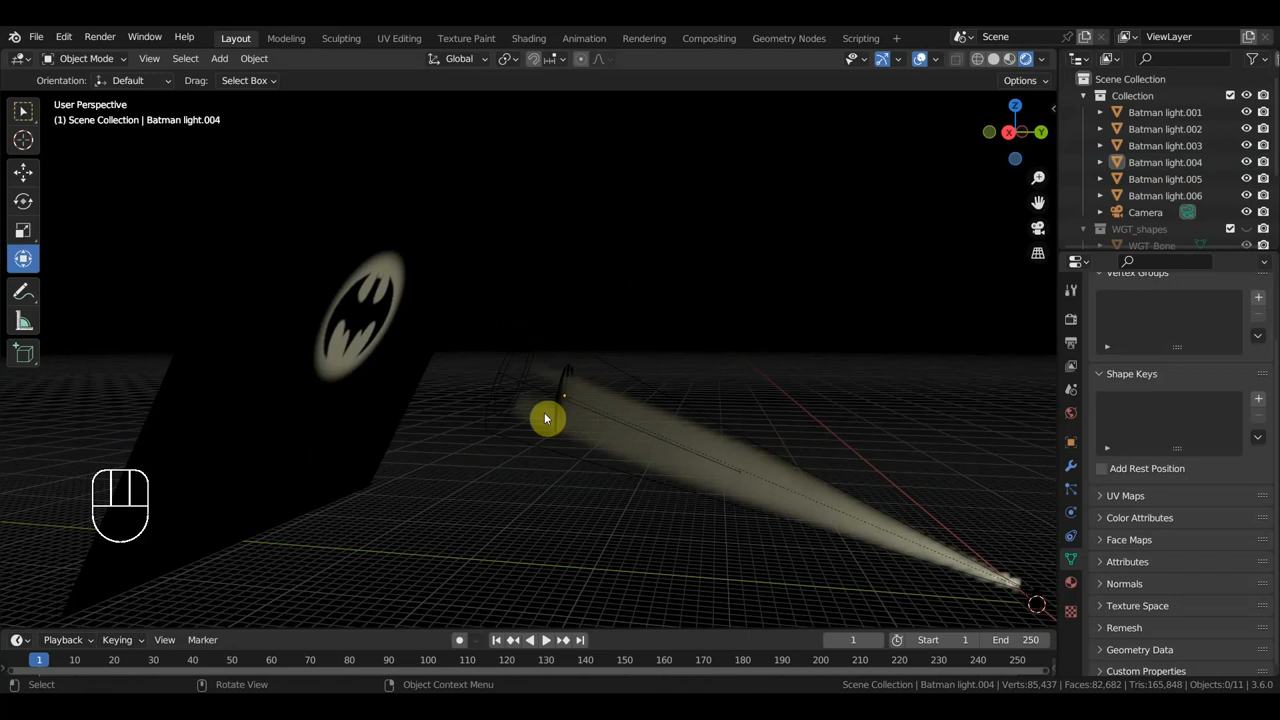 File Edit Render Window Help Layout Modeling Sculpting UV Editing Texture Paint Shading Animation Rendering Compositing Geometry Nodes Scripting + Scene ViewLayer
Object Mode View Select Add Object Global
Orientation: Default Drag: Select Box Options
User Perspective
(1) Scene Collection | Batman light.004
Z
X
Y
Scene Collection
Collection
Batman light.001
Batman light.002
Batman light.003
Batman light.004
Batman light.005
Batman light.006
Camera
WGT_shapes
WGT_Bone
Vertex Groups
Shape Keys
Add Rest Position
UV Maps
Color Attributes
Face Maps
Attributes
Normals
Texture Space
Remesh
Geometry Data
Custom Properties
Playback Keying View Marker 1 Start 1 End 250
1 10 20 30 40 50 60 70 80 90 100 110 120 130 140 150 160 170 180 190 200 210 220 230 240 250
Select Rotate View Object Context Menu Scene Collection | Batman light.004 | Verts:85,437 | Faces:82,682 | Tris:165,848 | Objects:0/11 | 3.6.0